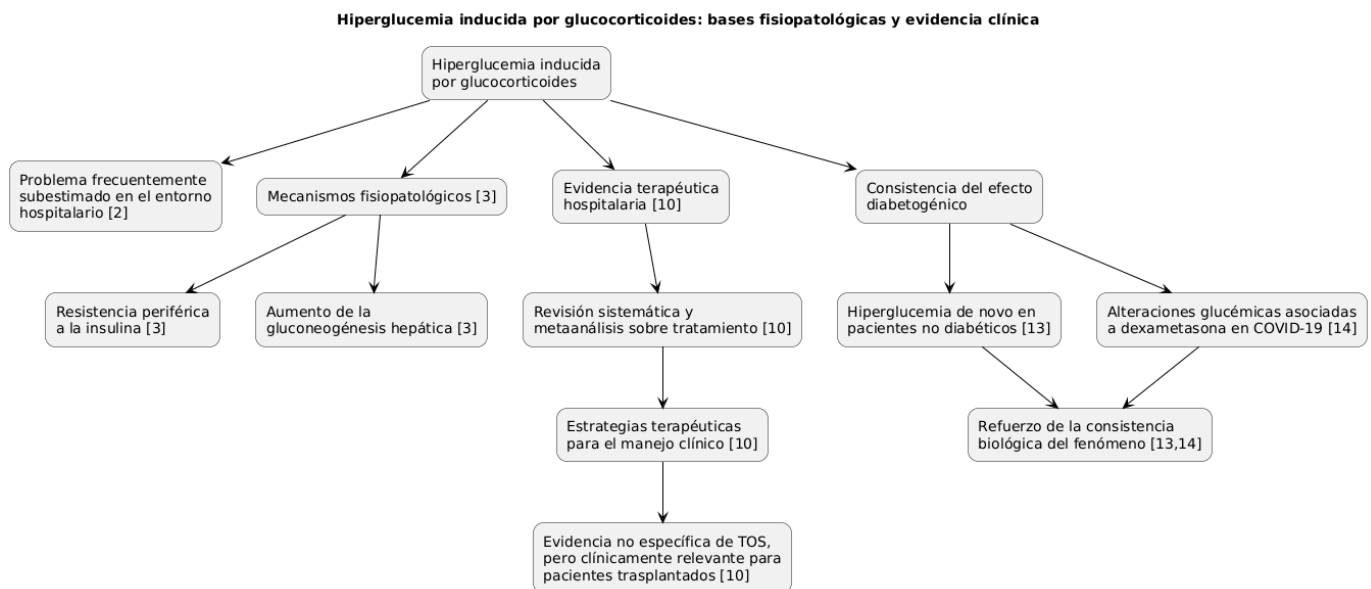 Hiperglucemia inducida por glucocorticoides: bases fisiopatológicas y evidencia clínica
Hiperglucemia inducida
por glucocorticoides
Problema frecuentemente
subestimado en el entorno
hospitalario [2]
Mecanismos fisiopatológicos [3]
Evidencia terapéutica
hospitalaria [10]
Consistencia del efecto
diabetogénico
Resistencia periférica
a la insulina [3]
Aumento de la
gluconeogénesis hepática [3]
Revisión sistemática y
metaanálisis sobre tratamiento [10]
Hiperglucemia de novo en
pacientes no diabéticos [13]
Alteraciones glucémicas asociadas
a dexametasona en COVID-19 [14]
Estrategias terapéuticas
para el manejo clínico [10]
Refuerzo de la consistencia
biológica del fenómeno [13,14]
Evidencia no específica de TOS,
pero clínicamente relevante para
pacientes trasplantados [10]